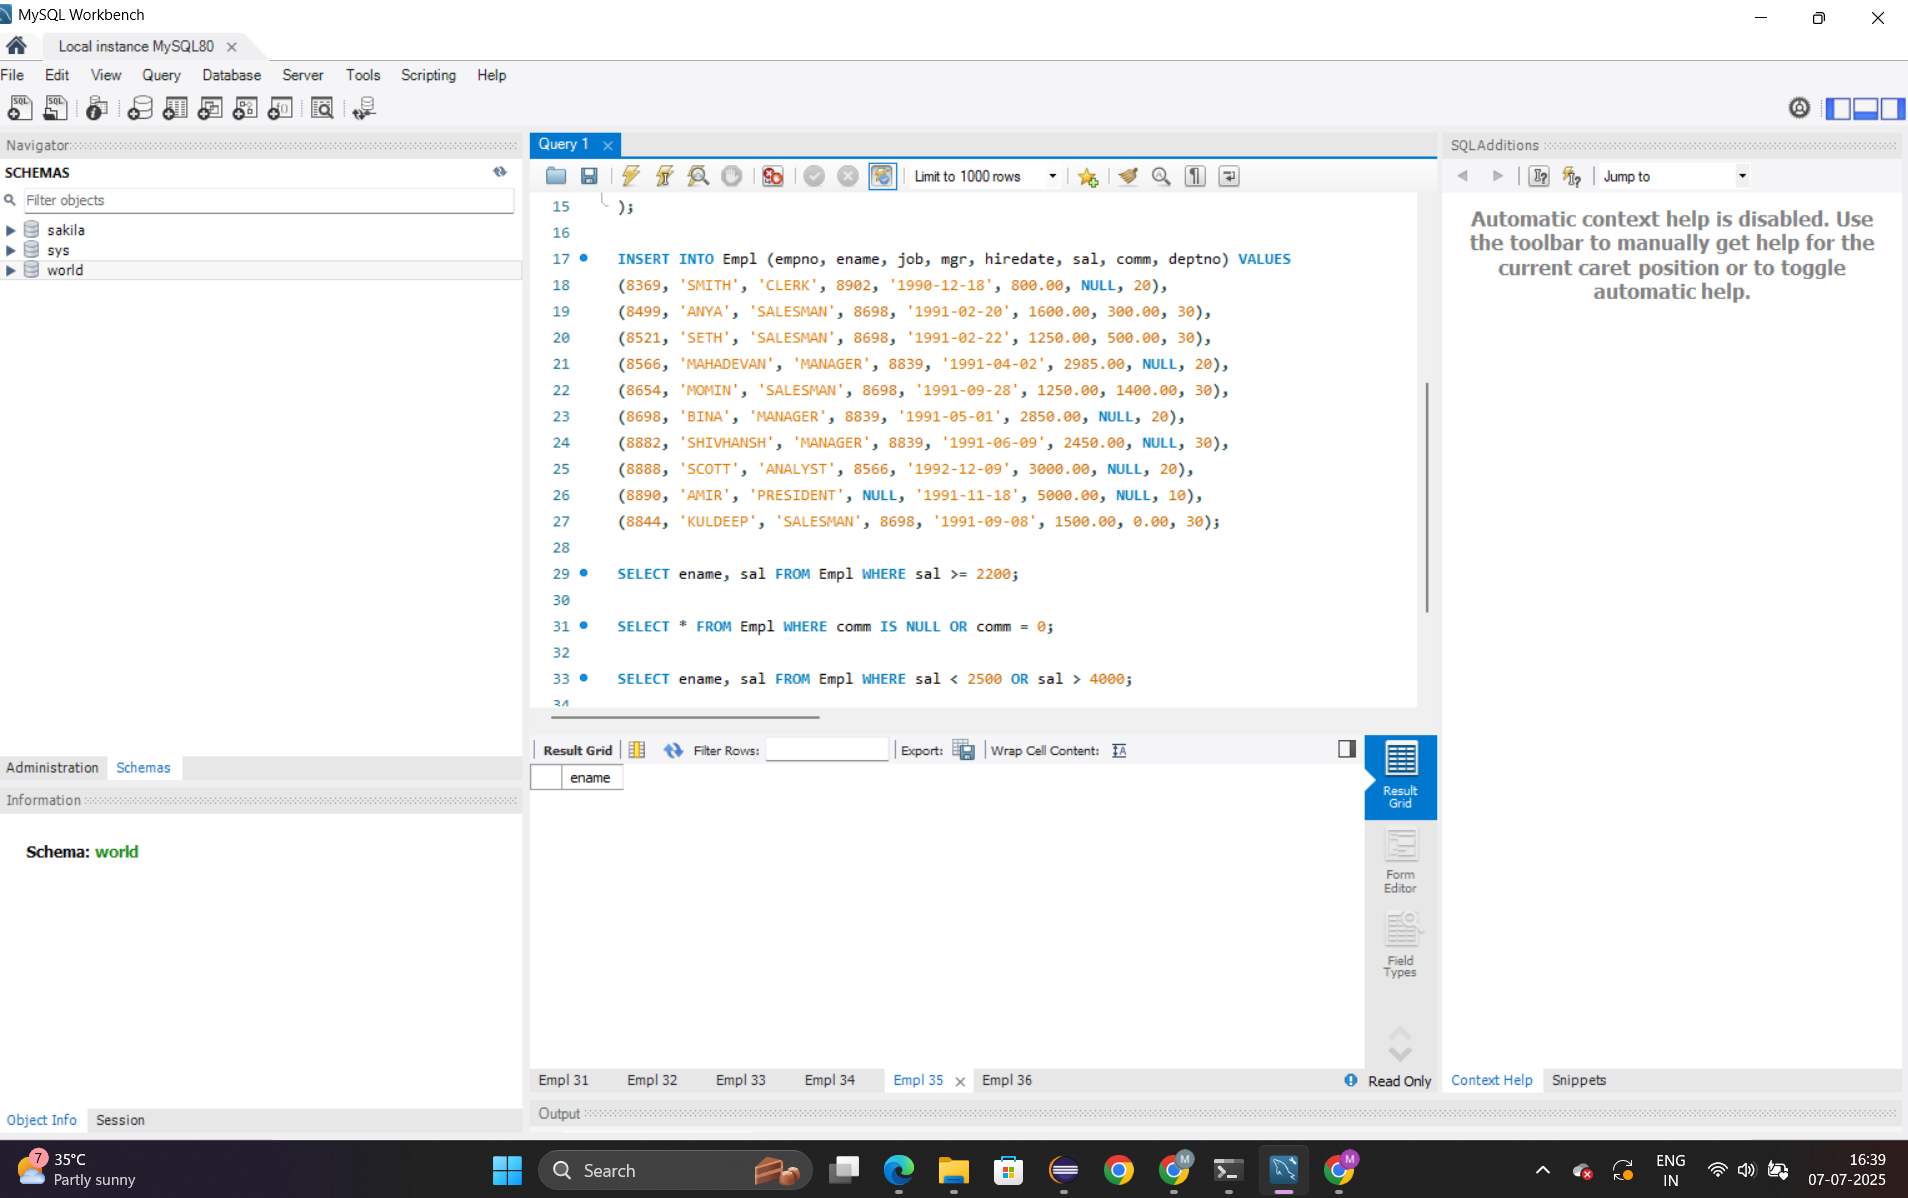 MySQL Workbench
Local instance MySQL80
File Edit View Query Database Server Tools Scripting Help
Navigator
SCHEMAS
Filter objects
sakila
sys
world
Administration Schemas
Information
Schema: world
Object Info Session
Query 1
Limit to 1000 rows
15 );
16
17 INSERT INTO Empl (empno, ename, job, mgr, hiredate, sal, comm, deptno) VALUES
18 (8369, 'SMITH', 'CLERK', 8902, '1990-12-18', 800.00, NULL, 20),
19 (8499, 'ANYA', 'SALESMAN', 8698, '1991-02-20', 1600.00, 300.00, 30),
20 (8521, 'SETH', 'SALESMAN', 8698, '1991-02-22', 1250.00, 500.00, 30),
21 (8566, 'MAHADEVAN', 'MANAGER', 8839, '1991-04-02', 2985.00, NULL, 20),
22 (8654, 'MOMIN', 'SALESMAN', 8698, '1991-09-28', 1250.00, 1400.00, 30),
23 (8698, 'BINA', 'MANAGER', 8839, '1991-05-01', 2850.00, NULL, 20),
24 (8882, 'SHIVHANSH', 'MANAGER', 8839, '1991-06-09', 2450.00, NULL, 30),
25 (8888, 'SCOTT', 'ANALYST', 8566, '1992-12-09', 3000.00, NULL, 20),
26 (8890, 'AMIR', 'PRESIDENT', NULL, '1991-11-18', 5000.00, NULL, 10),
27 (8844, 'KULDEEP', 'SALESMAN', 8698, '1991-09-08', 1500.00, 0.00, 30);
28
29 SELECT ename, sal FROM Empl WHERE sal >= 2200;
30
31 SELECT * FROM Empl WHERE comm IS NULL OR comm = 0;
32
33 SELECT ename, sal FROM Empl WHERE sal < 2500 OR sal > 4000;
34
Result Grid Filter Rows: Export: Wrap Cell Content:
ename
Result
Grid
Form
Editor
Field
Types
Empl 31 Empl 32 Empl 33 Empl 34 Empl 35 Empl 36 Read Only
Output
SQLAdditions
Jump to
Automatic context help is disabled. Use
the toolbar to manually get help for the
current caret position or to toggle
automatic help.
Context Help Snippets
7
35°C
Partly sunny
Search
M
M
ENG
IN
16:39
07-07-2025